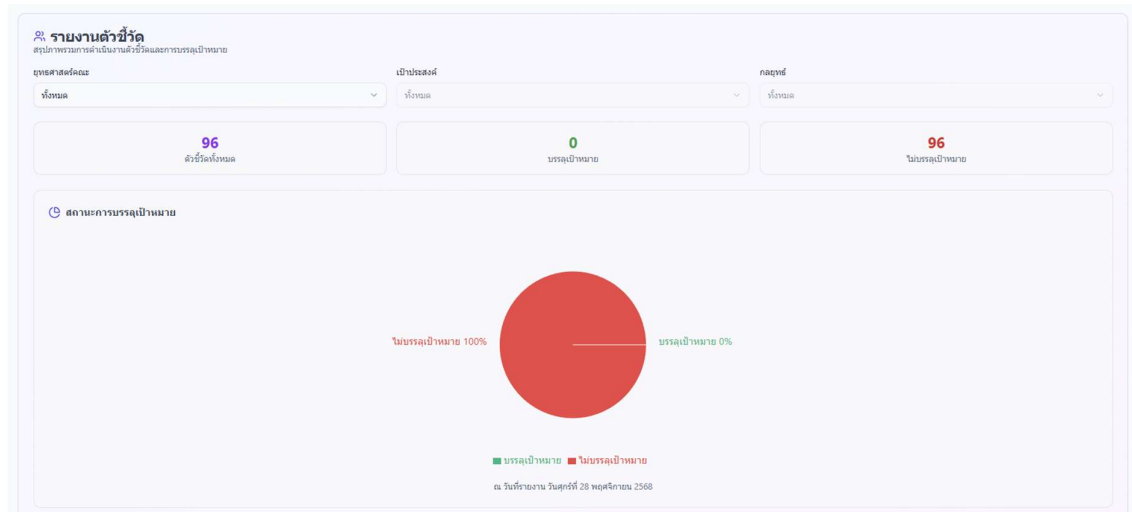 รายงานตัวชี้วัด
สรุปภาพรวมการดำเนินงานตัวชี้วัดและการบรรลุเป้าหมาย
ยุทธศาสตร์คณะ เป้าประสงค์ กลยุทธ์
ทั้งหมด ทั้งหมด ทั้งหมด
96 0 96
ตัวชี้วัดทั้งหมด บรรลุเป้าหมาย ไม่บรรลุเป้าหมาย
สถานะการบรรลุเป้าหมาย
ไม่บรรลุเป้าหมาย 100% บรรลุเป้าหมาย 0%
บรรลุเป้าหมาย ไม่บรรลุเป้าหมาย
ณ วันที่รายงาน วันศุกร์ที่ 28 พฤศจิกายน 2568